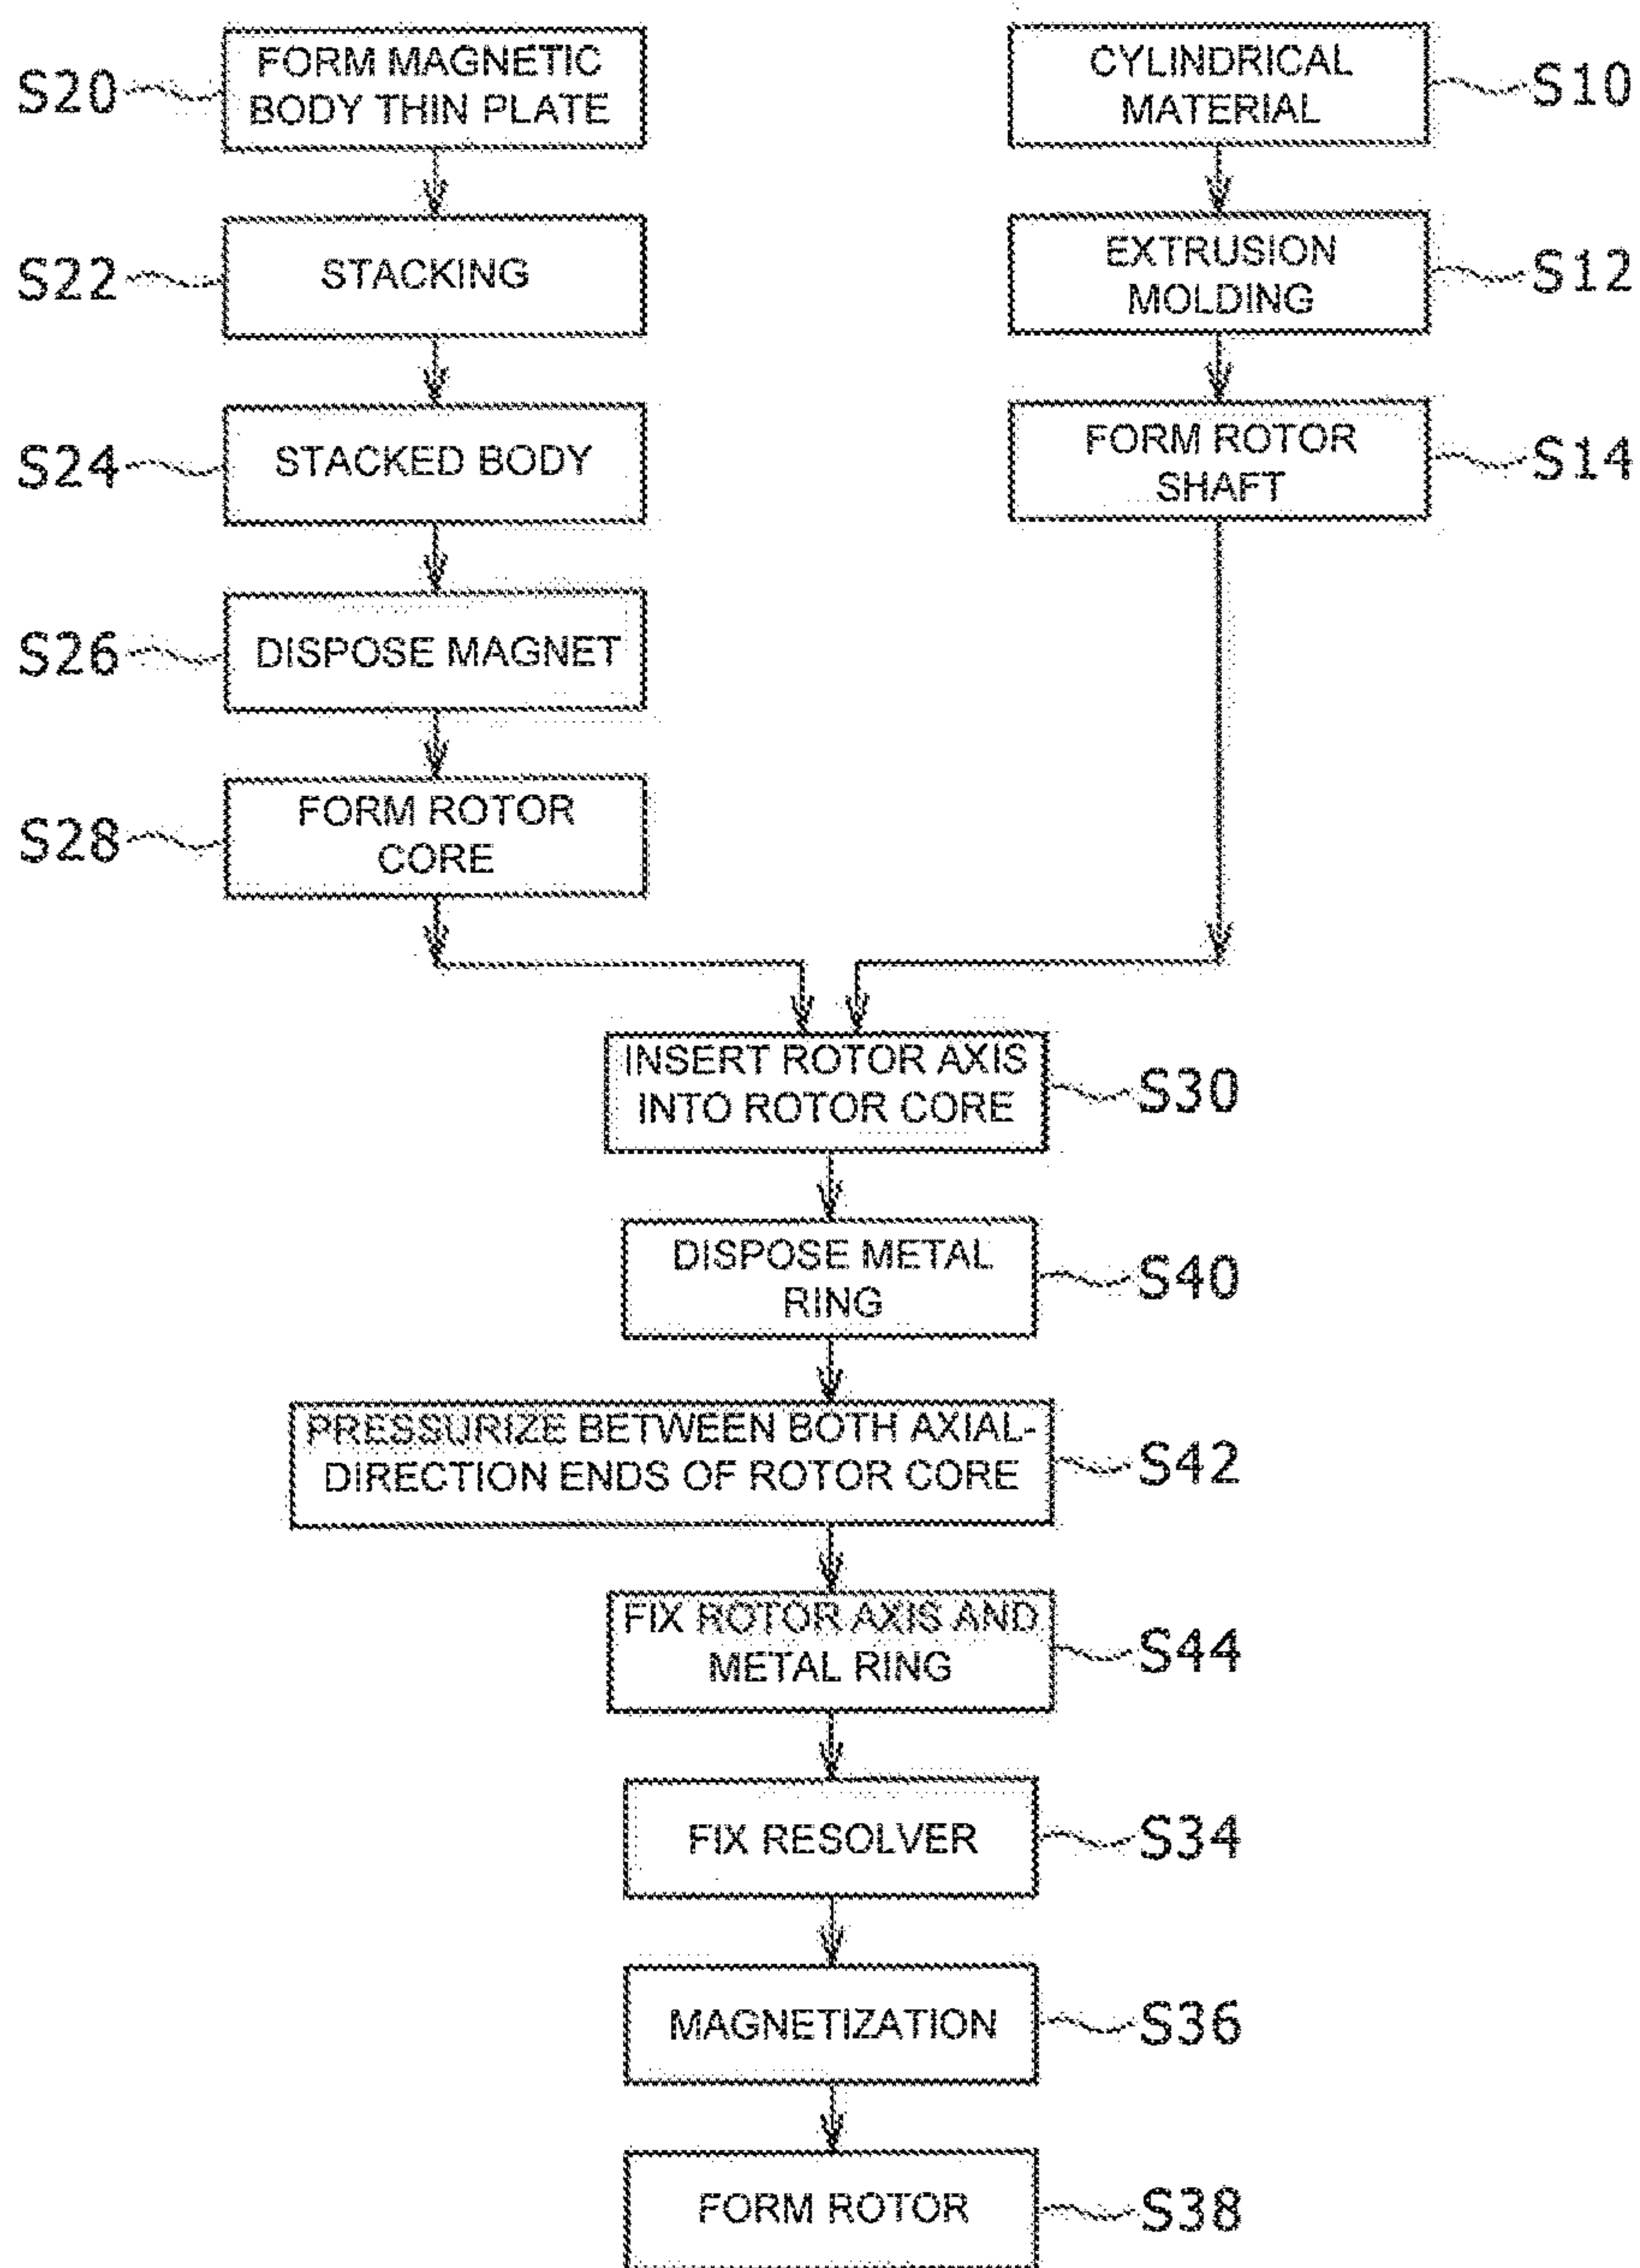 S20
FORM MAGNETIC
BODY THIN PLATE
CYLINDRICAL
MATERIAL
S10
S22
STACKING
EXTRUSION
MOLDING
S12
S24
STACKED BODY
FORM ROTOR
SHAFT
S14
S26
DISPOSE MAGNET
S28
FORM ROTOR
CORE
INSERT ROTOR AXIS
INTO ROTOR CORE
S30
DISPOSE METAL
RING
S40
PRESSURIZE BETWEEN BOTH AXIAL-
DIRECTION ENDS OF ROTOR CORE
S42
FIX ROTOR AXIS AND
METAL RING
S44
FIX RESOLVER
S34
MAGNETIZATION
S36
FORM ROTOR
S38